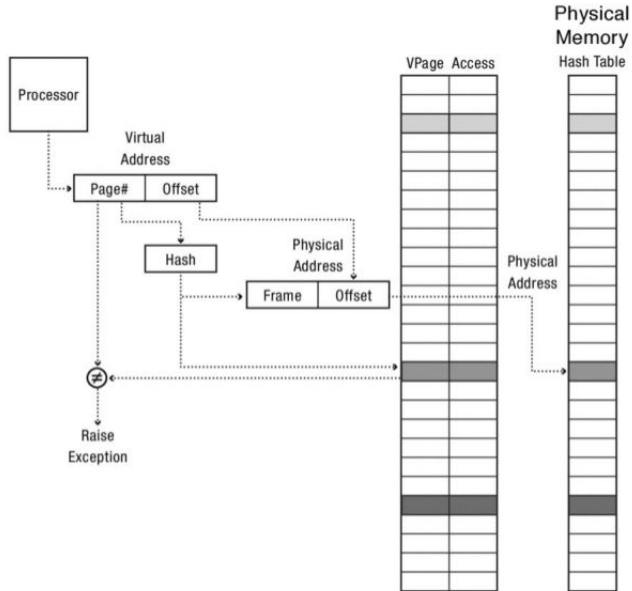 Physical
Memory
VPage Access
Hash Table
Processor
Virtual
Address
Page#
Offset
Hash
Physical
Address
Physical
Address
Frame
Offset
≠
Raise
Exception